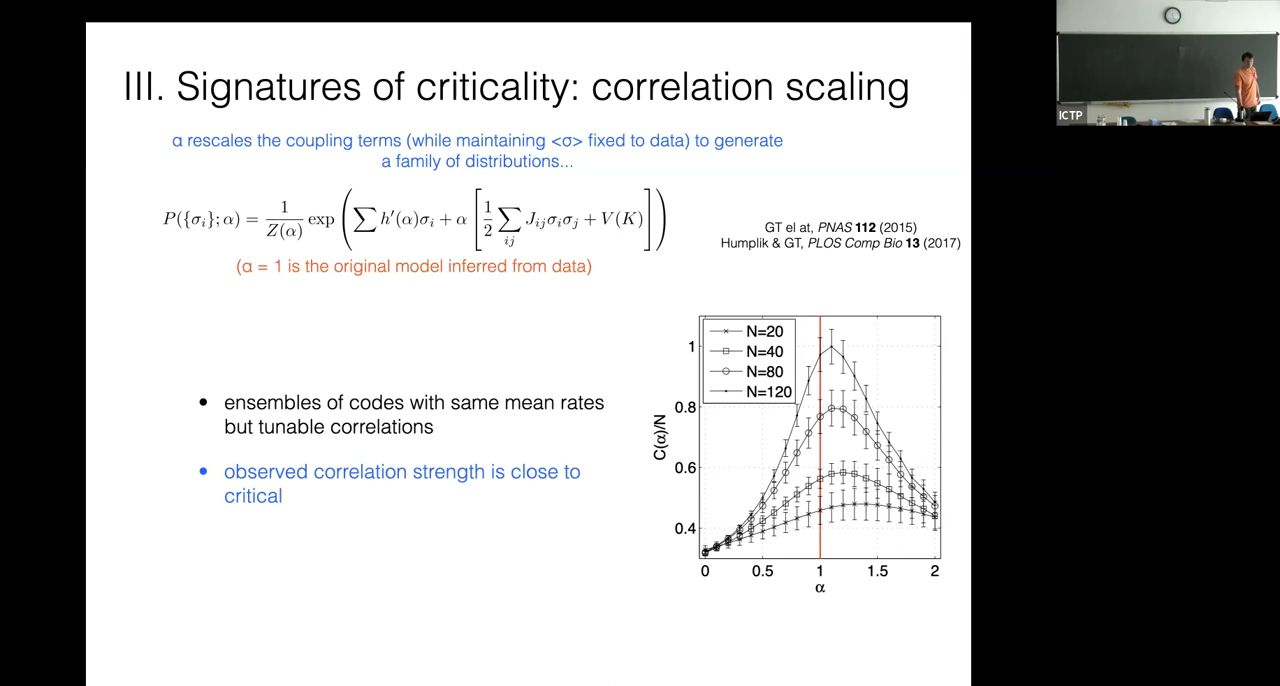 III. Signatures of criticality: correlation scaling
α rescales the coupling terms (while maintaining <σ> fixed to data) to generate
a family of distributions...
P({σᵢ}; α) = 1/Z(α) exp ( ∑ h′(α)σᵢ + α [ 1/2 ∑ᵢⱼ Jᵢⱼσᵢσⱼ + V(K) ] )
(α = 1 is the original model inferred from data)
GT el at, PNAS 112 (2015)
Humplik & GT, PLOS Comp Bio 13 (2017)
• ensembles of codes with same mean rates
but tunable correlations
• observed correlation strength is close to
critical
N=20
N=40
N=80
N=120
1
0.8
0.6
0.4
C(α)/N
0 0.5 1 1.5 2
α
ICTP